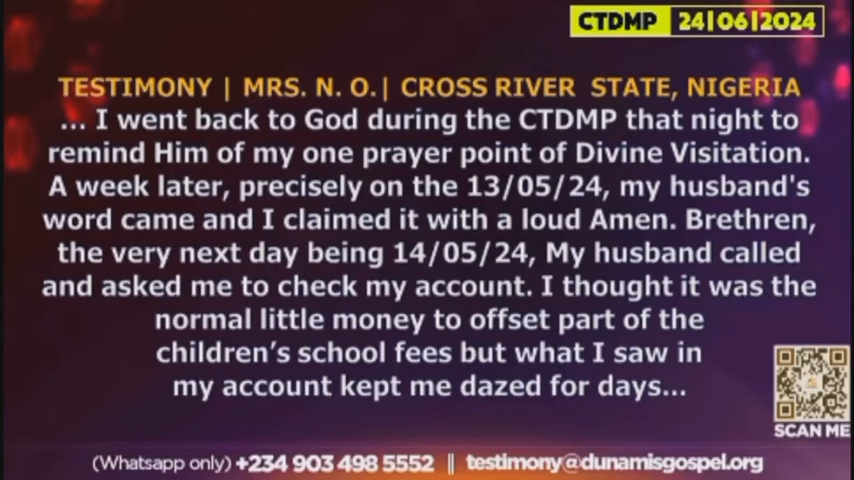 CTDMP 24|06|2024
TESTIMONY | MRS. N. O.| CROSS RIVER STATE, NIGERIA
... I went back to God during the CTDMP that night to
remind Him of my one prayer point of Divine Visitation.
A week later, precisely on the 13/05/24, my husband's
word came and I claimed it with a loud Amen. Brethren,
the very next day being 14/05/24, My husband called
and asked me to check my account. I thought it was the
normal little money to offset part of the
children’s school fees but what I saw in
my account kept me dazed for days...
SCAN ME
(Whatsapp only) +234 903 498 5552 || testimony@dunamisgospel.org